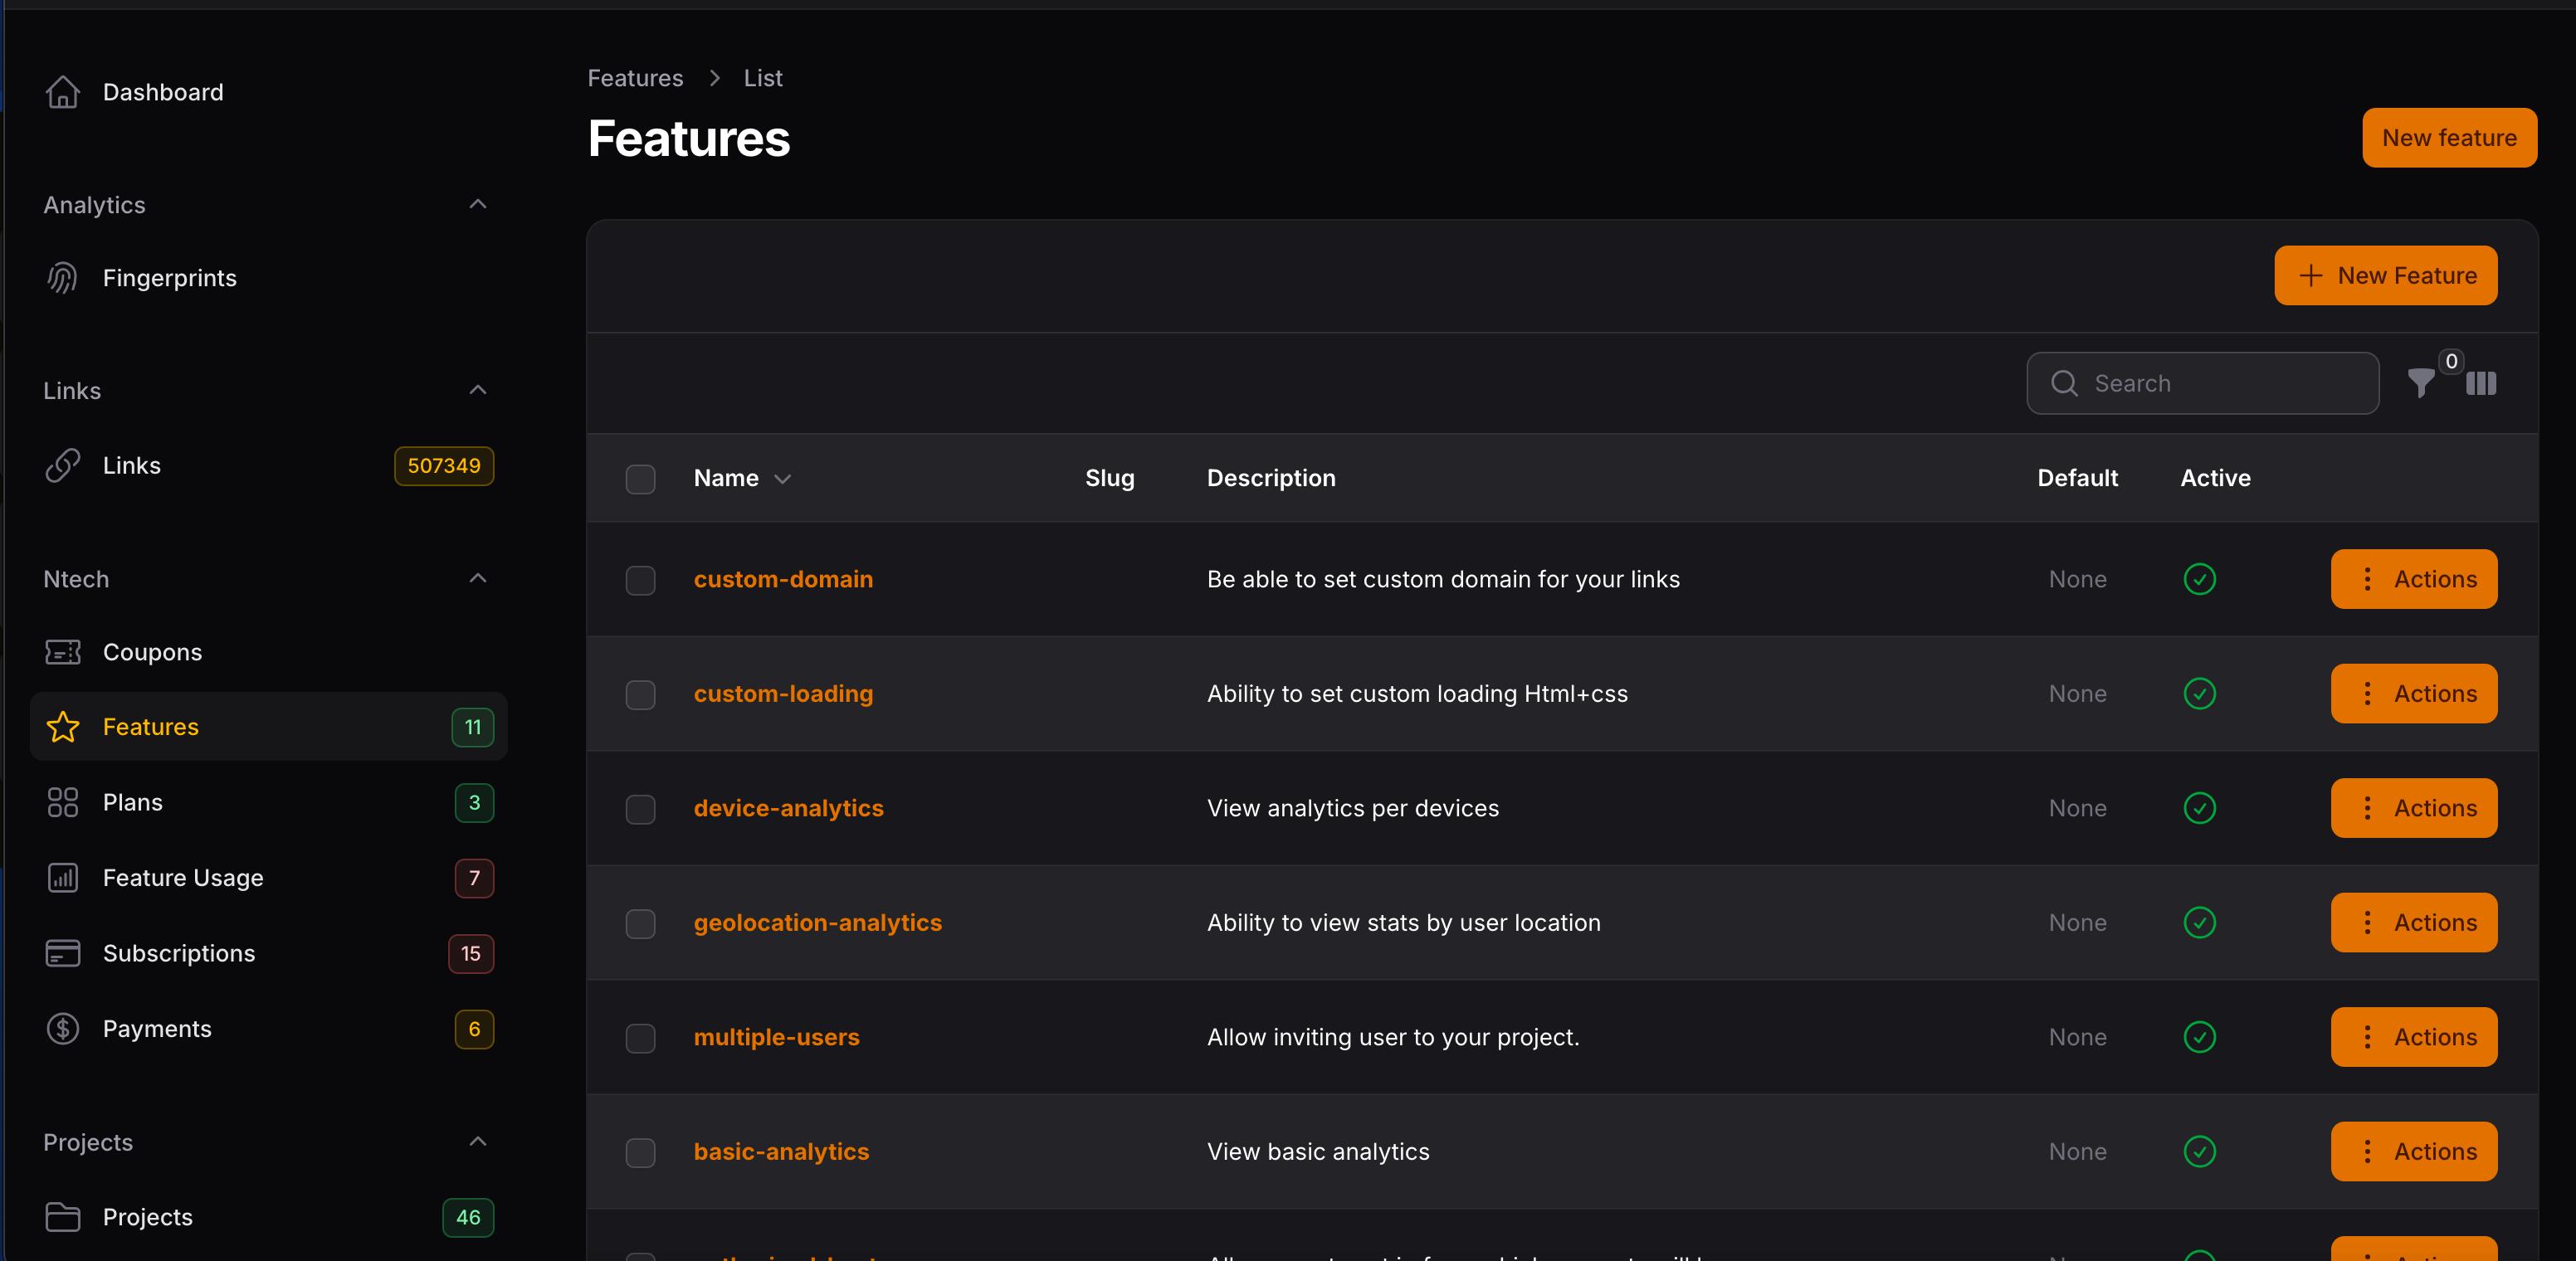 Dashboard
Analytics
Fingerprints
Links
Links 507349
Ntech
Coupons
Features 11
Plans 3
Feature Usage 7
Subscriptions 15
Payments 6
Projects
Projects 46
Features List
Features
New feature
New Feature
Search 0
Name Slug Description Default Active
custom-domain Be able to set custom domain for your links None Actions
custom-loading Ability to set custom loading Html+css None Actions
device-analytics View analytics per devices None Actions
geolocation-analytics Ability to view stats by user location None Actions
multiple-users Allow inviting user to your project. None Actions
basic-analytics View basic analytics None Actions